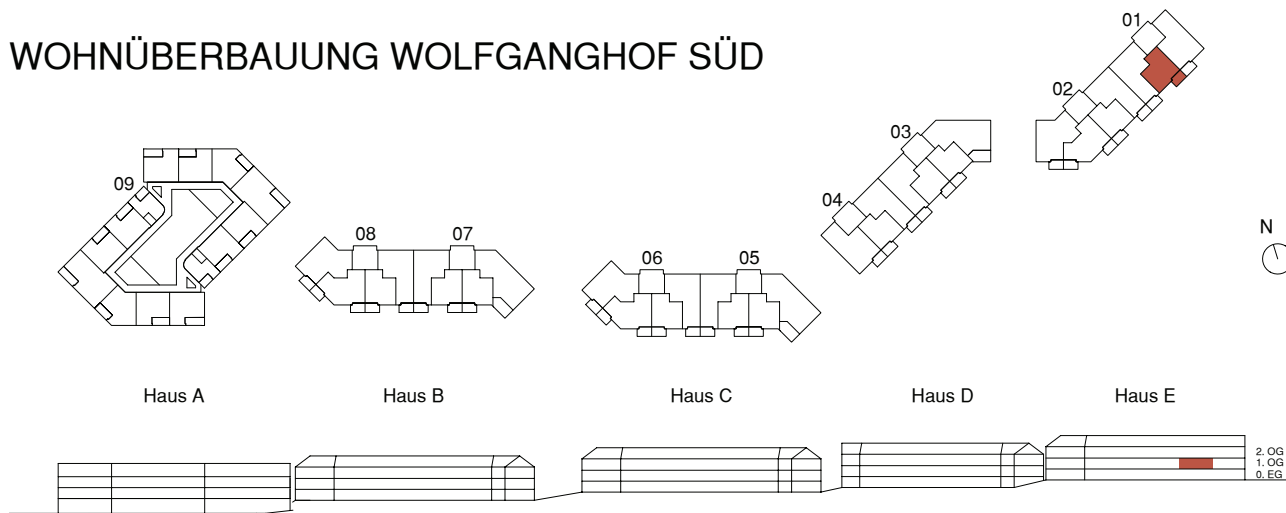 WOHNÜBERBAUUNG WOLFGANGHOF SÜD
01
02
03
04
09
08
07
06
05
N
Haus A
Haus B
Haus C
Haus D
Haus E
2. OG
1. OG
0. EG